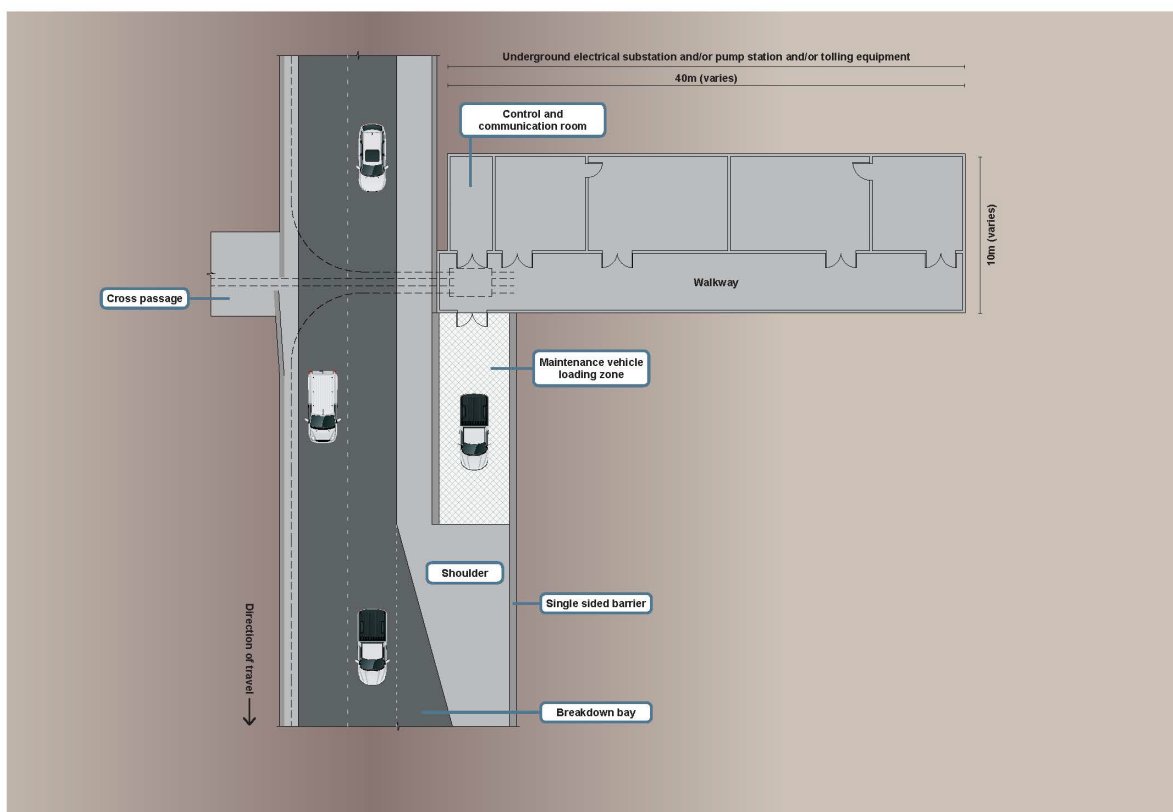 Underground electrical substation and/or pump station and/or tolling equipment
40m (varies)
Control and
communication room
10m (varies)
Walkway
Cross passage
Maintenance vehicle
loading zone
Shoulder
Single sided barrier
Direction of travel
Breakdown bay